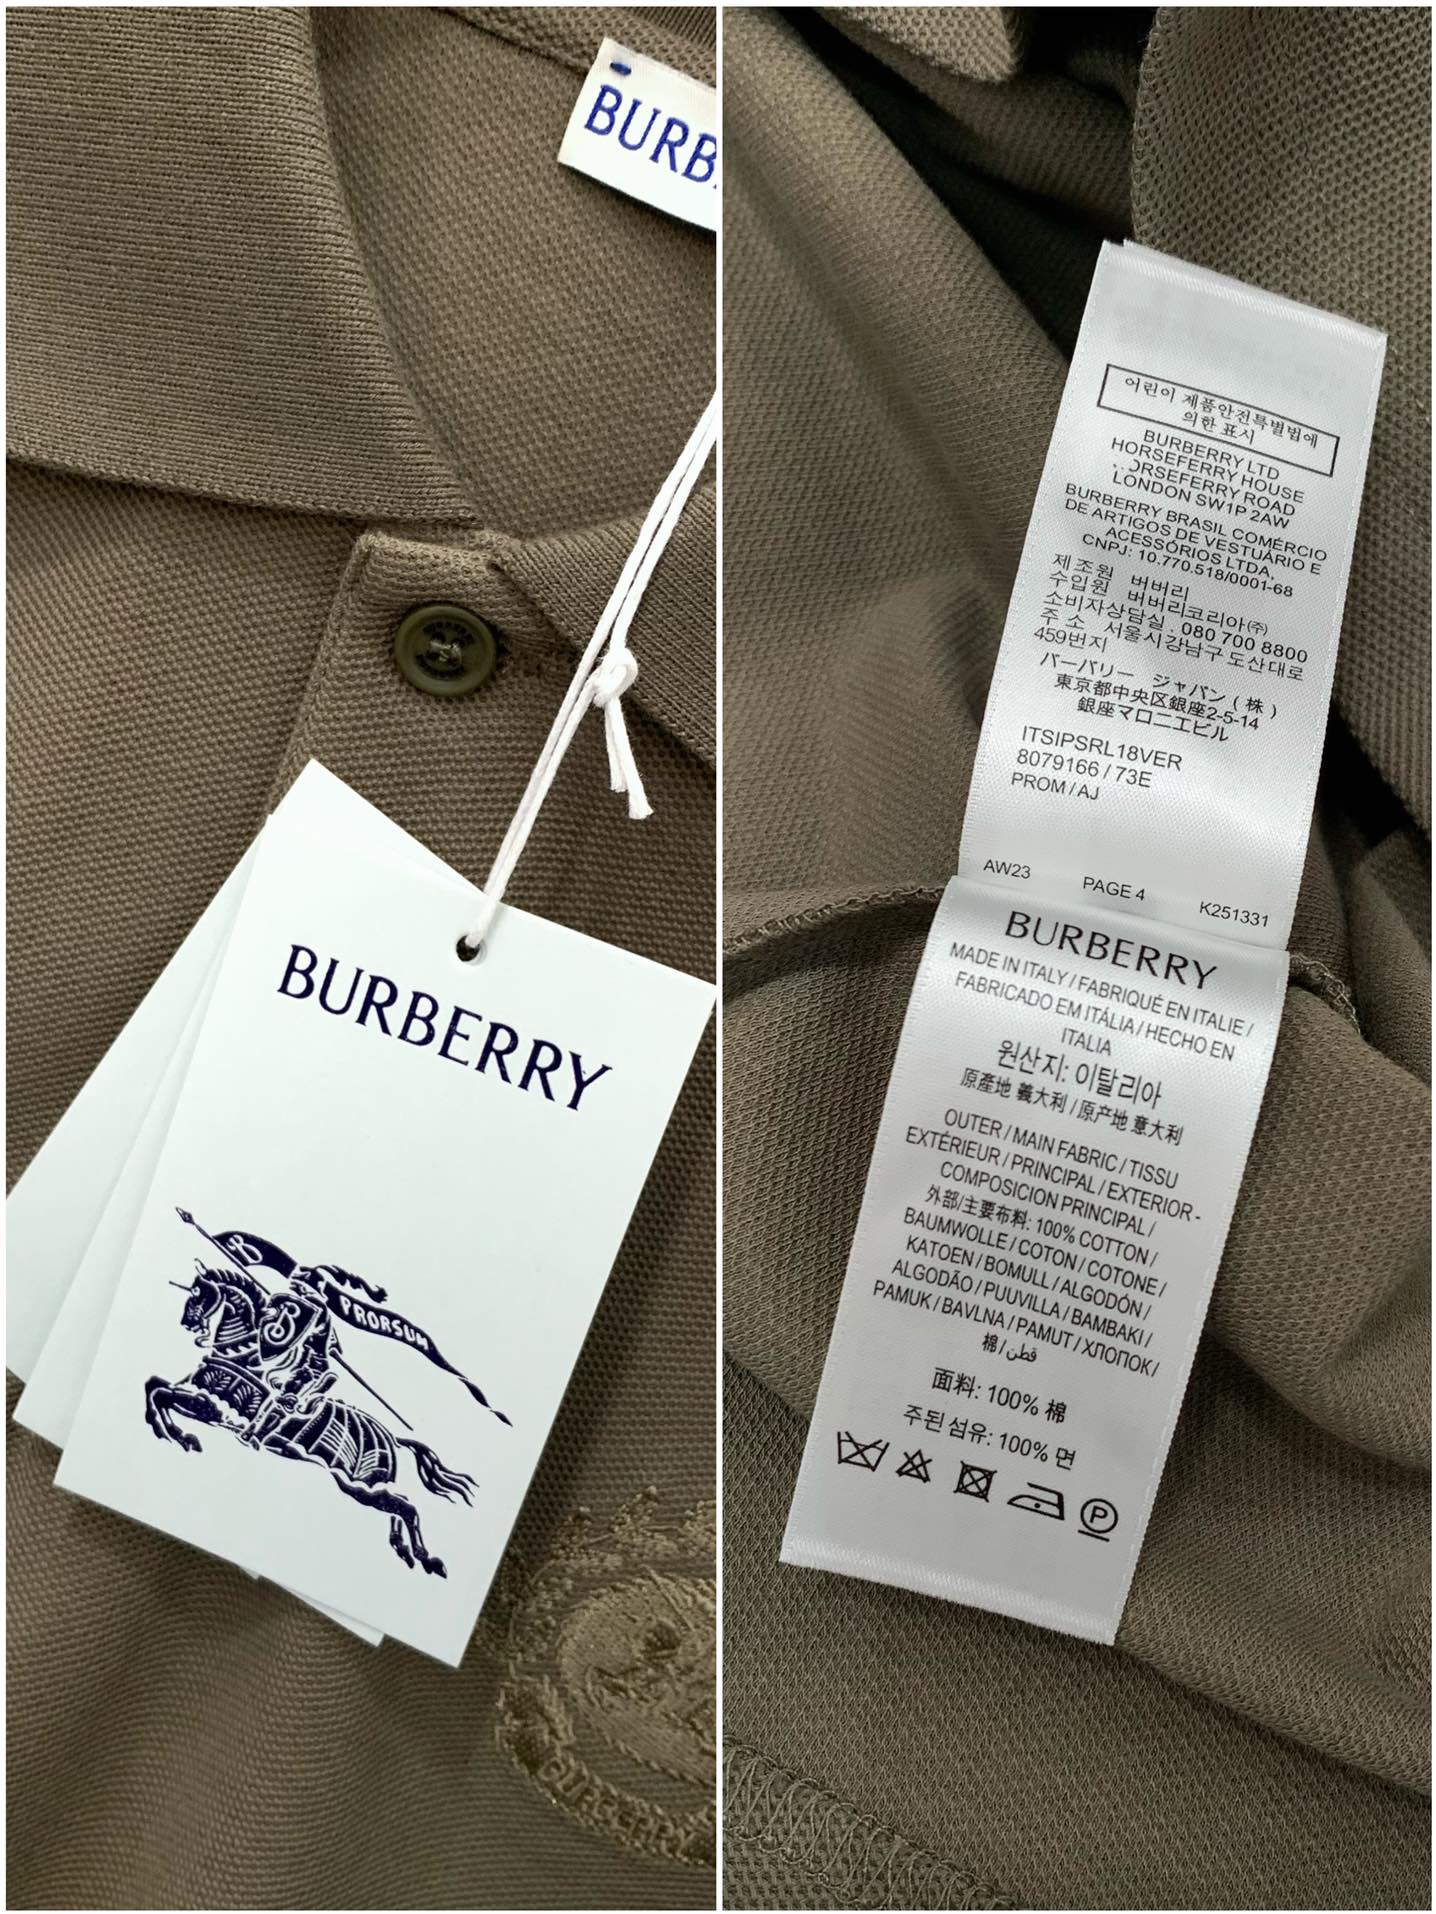 BURB
BURBERRY
B
PRORSUM
B
BURBERRY
어린이 제품안전특별법에
의한 표시
BURBERRY LTD
HORSEFERRY HOUSE
ORSEFERRY ROAD
LONDON SW1P 2AW
BURBERRY BRASIL COMÉRCIO
DE ARTIGOS DE VESTUÁRIO E
ACESSÓRIOS LTDA,
CNPJ: 10.770.518/0001-68
제조원 버버리
수입원 버버리코리아(주)
소비자상담실 . 080 700 8800
주 소 서울시강남구 도산대로
459번지
バーバリー ジャパン ( 株 )
東京都中央区銀座2-5-14
銀座マロニエビル
ITSIPSRL18VER
8079166 / 73E
PROM / AJ
AW23 PAGE 4 K251331
BURBERRY
MADE IN ITALY / FABRIQUÉ EN ITALIE /
FABRICADO EM ITÁLIA / HECHO EN
ITALIA
원산지: 이탈리아
原產地 義大利 / 原产地 意大利
OUTER / MAIN FABRIC / TISSU
EXTÉRIEUR / PRINCIPAL / EXTERIOR -
COMPOSICION PRINCIPAL /
外部/主要布料: 100% COTTON /
BAUMWOLLE / COTON / COTONE /
KATOEN / BOMULL / ALGODÓN /
ALGODÃO / PUUVILLA / BAMBAKI /
PAMUK / BAVLNA / PAMUT / ХЛОПОК /
棉 / قطن
面料: 100% 棉
주된 섬유: 100% 면
P